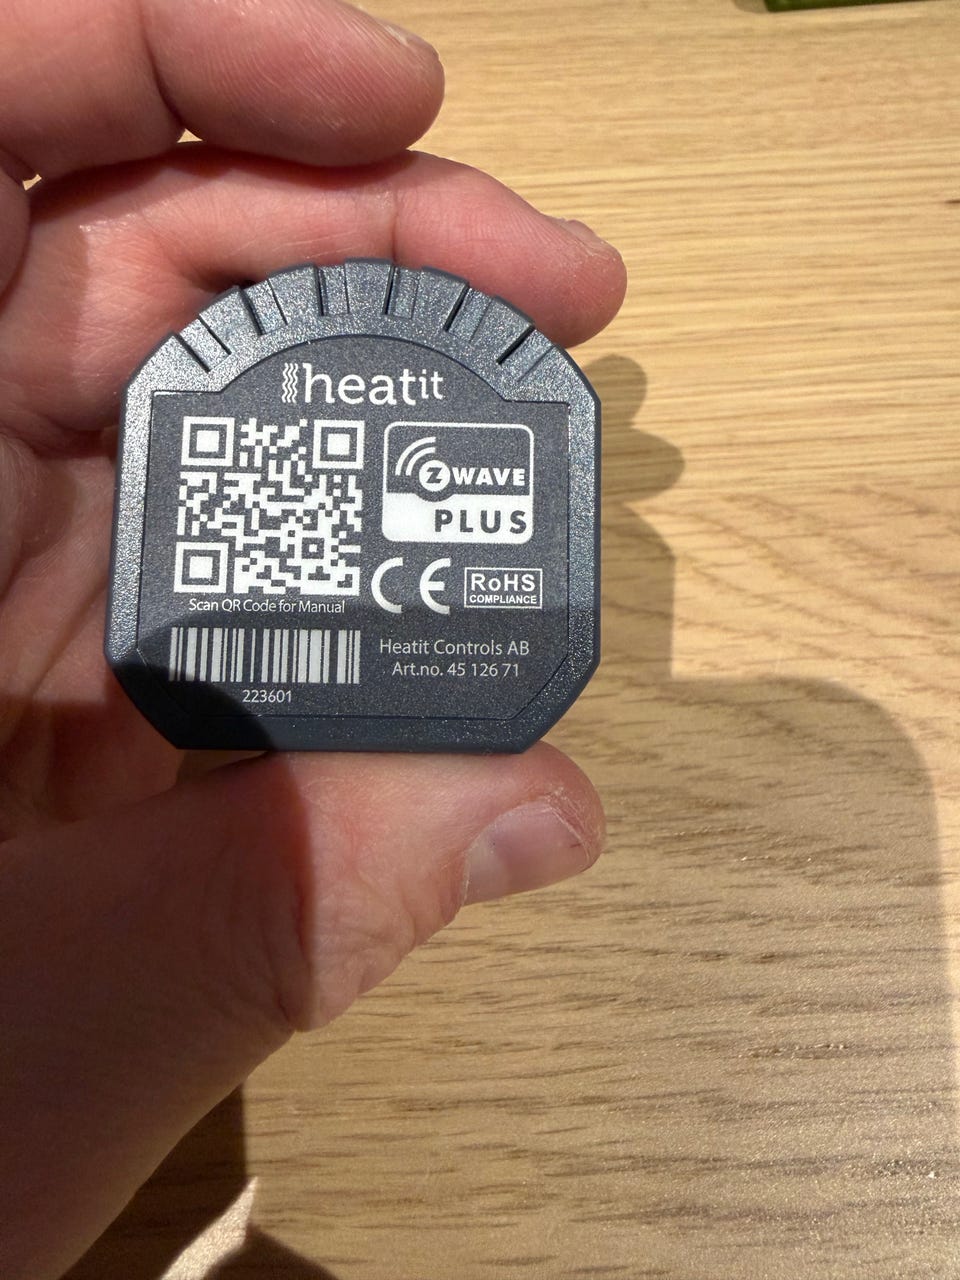 heatit
Z WAVE
PLUS
CE
RoHS
COMPLIANCE
Scan QR Code for Manual
Heatit Controls AB
Art.no. 45 126 71
223601